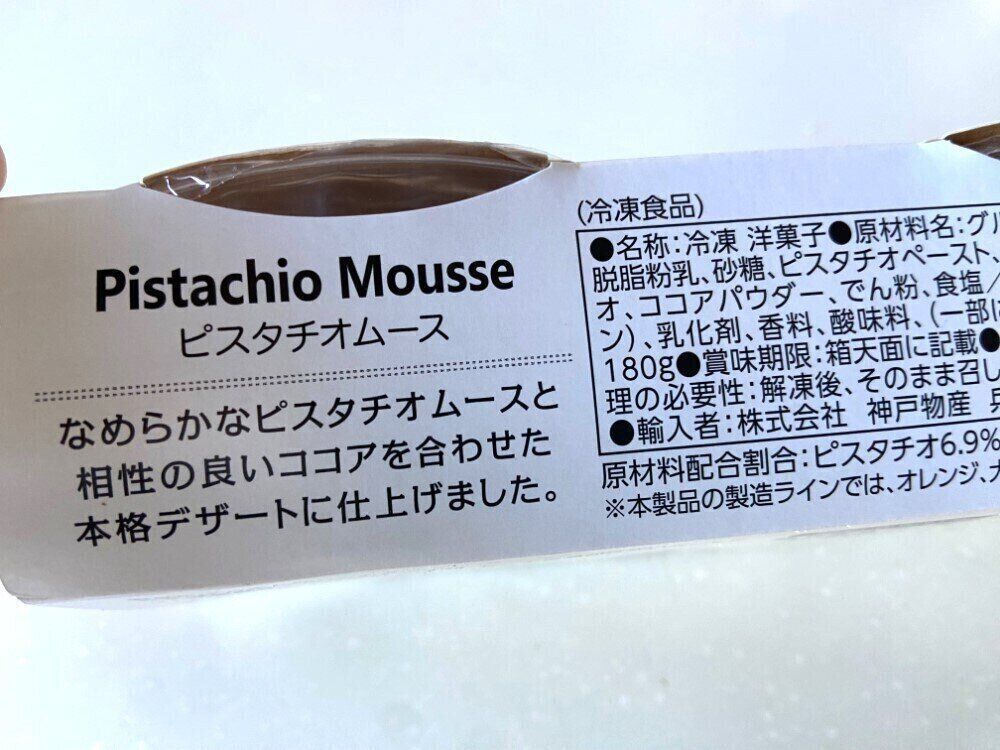 Pistachio Mousse
ピスタチオムース
なめらかなピスタチオムースと
相性の良いココアを合わせた
本格デザートに仕上げました。
(冷凍食品)
●名称:冷凍 洋菓子●原材料名:グル
脱脂粉乳、砂糖、ピスタチオペースト、
オ、ココアパウダー、でん粉、食塩/
ン)、乳化剤、香料、酸味料、(一部に
180g●賞味期限:箱天面に記載●
理の必要性:解凍後、そのまま召し
●輸入者:株式会社 神戸物産 兵
原材料配合割合:ピスタチオ6.9%
※本製品の製造ラインでは、オレンジ、